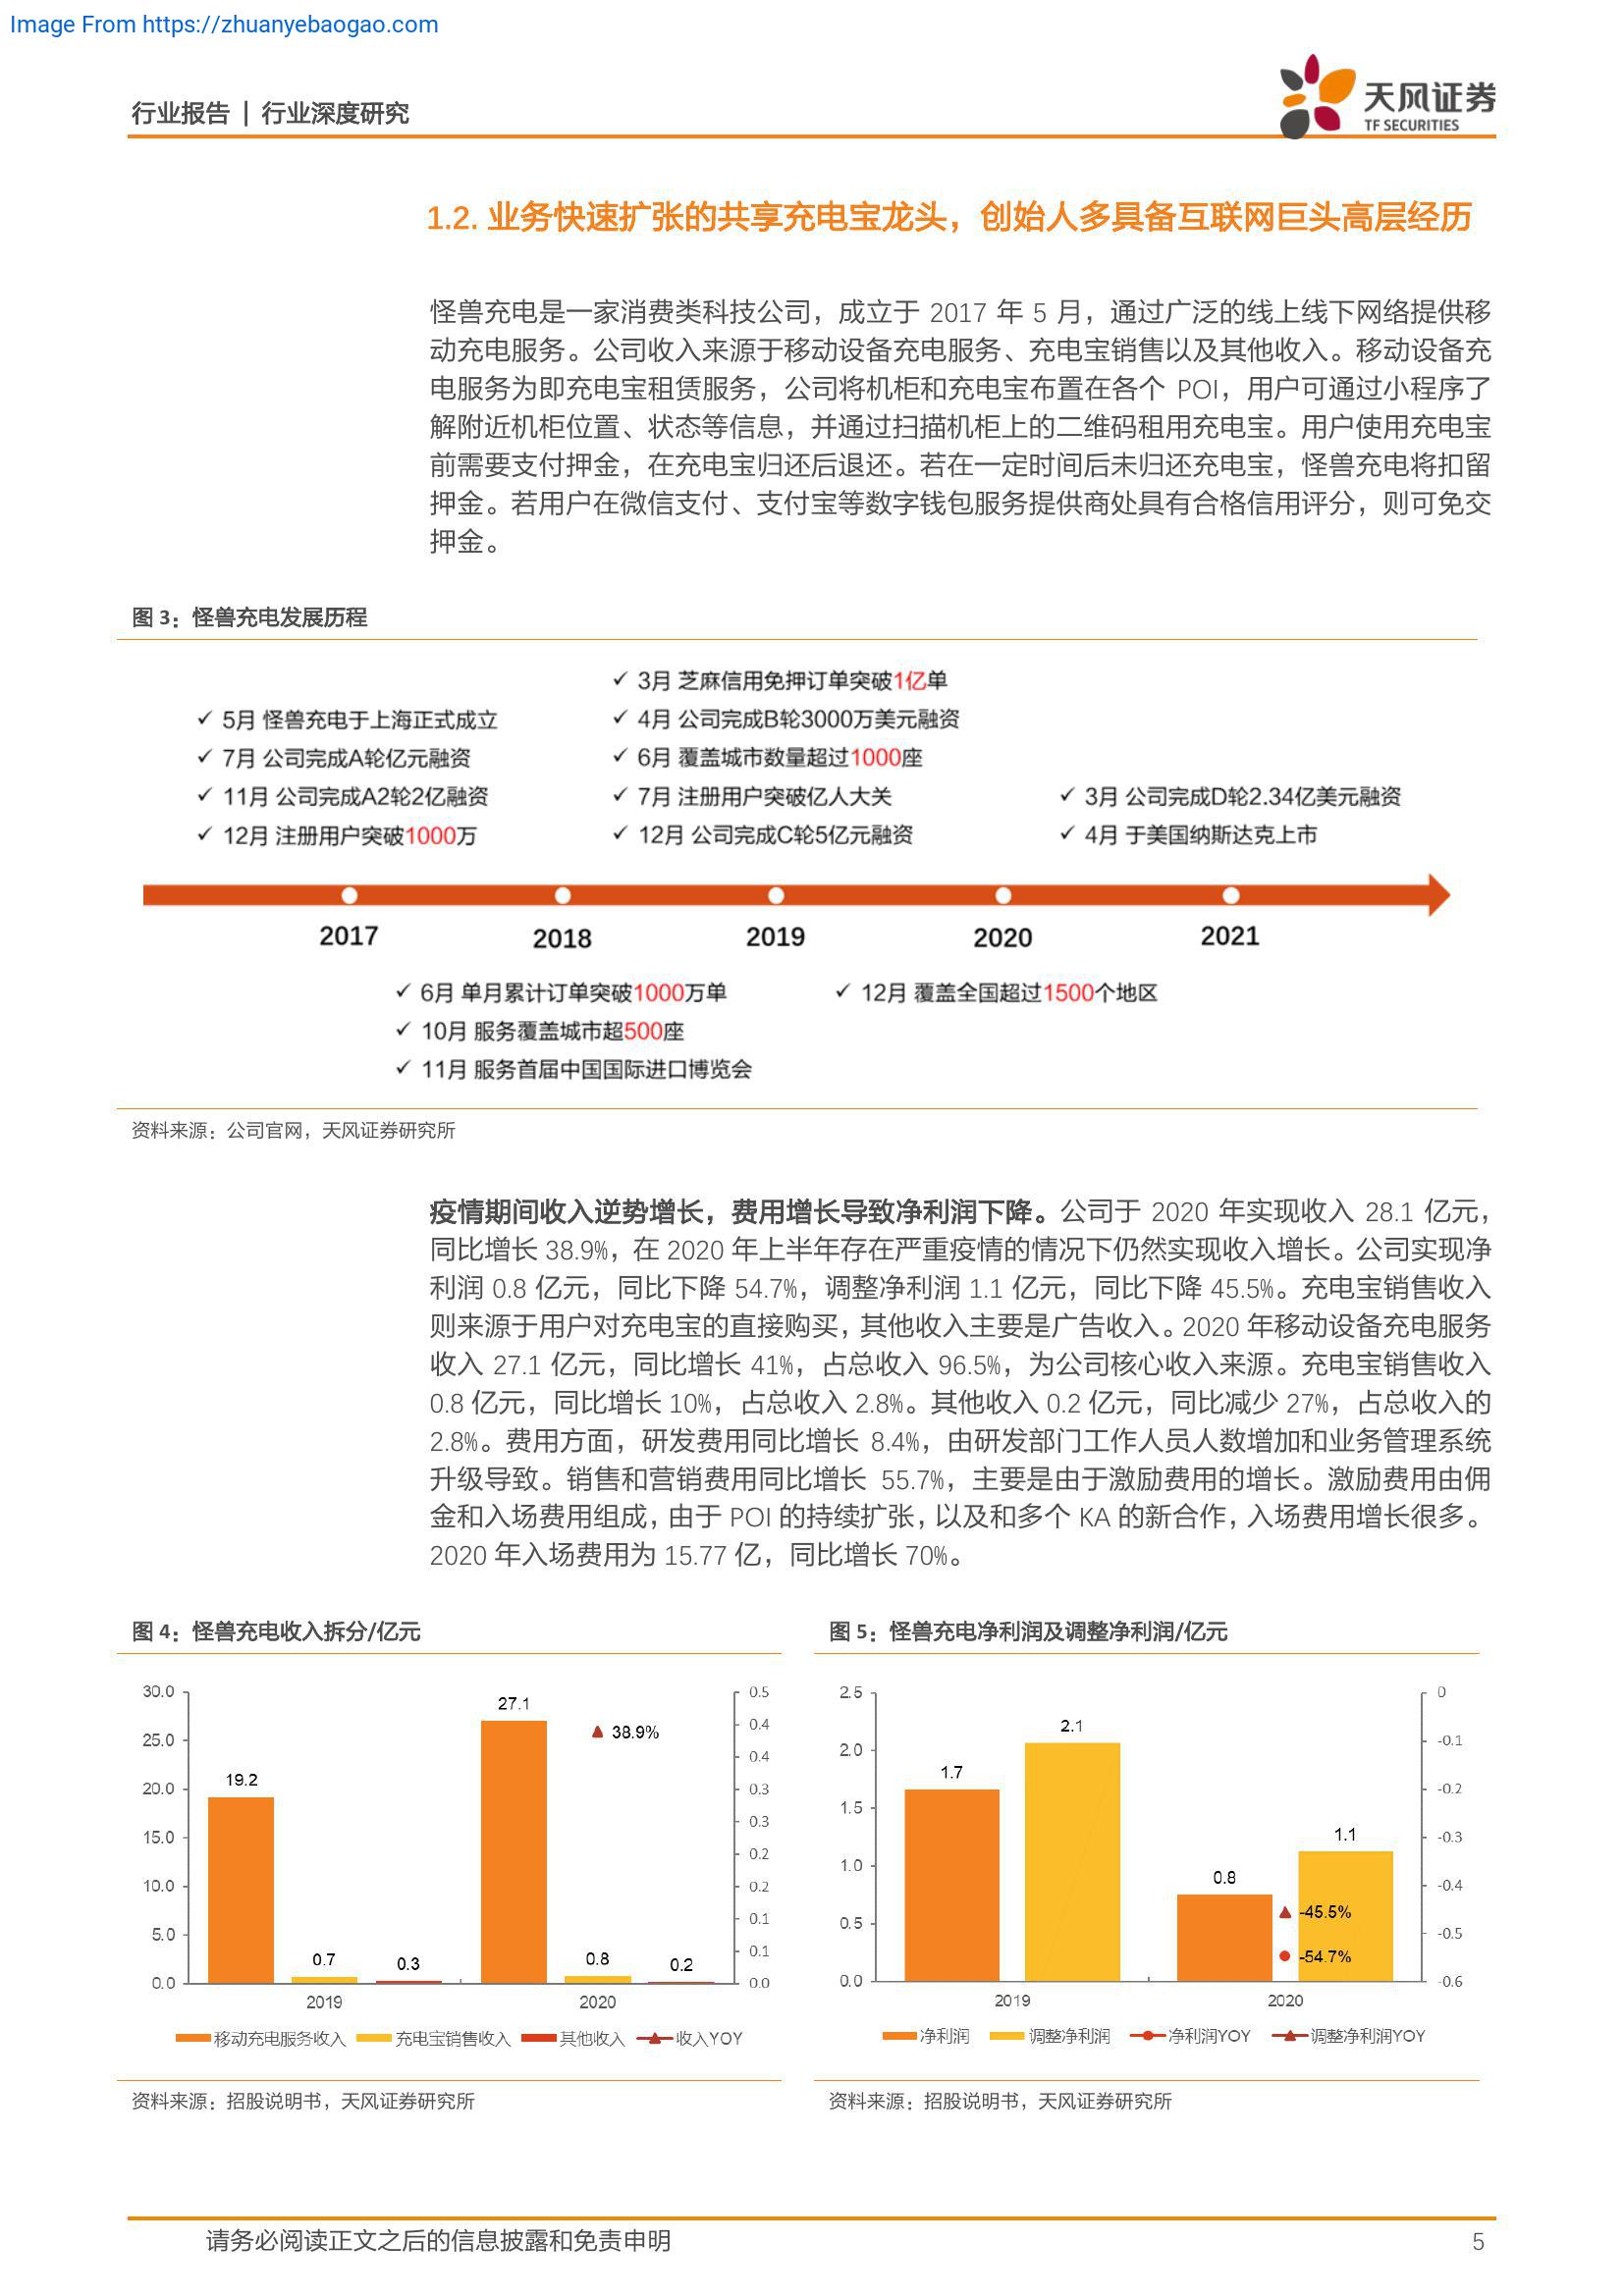 Image From https://zhuanyebaogao.com
行业报告 | 行业深度研究
天风证券
TF SECURITIES
1.2. 业务快速扩张的共享充电宝龙头，创始人多具备互联网巨头高层经历
怪兽充电是一家消费类科技公司，成立于 2017 年 5 月，通过广泛的线上线下网络提供移
动充电服务。公司收入来源于移动设备充电服务、充电宝销售以及其他收入。移动设备充
电服务为即充电宝租赁服务，公司将机柜和充电宝布置在各个 POI，用户可通过小程序了
解附近机柜位置、状态等信息，并通过扫描机柜上的二维码租用充电宝。用户使用充电宝
前需要支付押金，在充电宝归还后退还。若在一定时间后未归还充电宝，怪兽充电将扣留
押金。若用户在微信支付、支付宝等数字钱包服务提供商处具有合格信用评分，则可免交
押金。
图 3：怪兽充电发展历程
✓ 5月 怪兽充电于上海正式成立
✓ 7月 公司完成A轮亿元融资
✓ 11月 公司完成A2轮2亿融资
✓ 12月 注册用户突破1000万
✓ 3月 芝麻信用免押订单突破1亿单
✓ 4月 公司完成B轮3000万美元融资
✓ 6月 覆盖城市数量超过1000座
✓ 7月 注册用户突破亿人大关
✓ 12月 公司完成C轮5亿元融资
✓ 3月 公司完成D轮2.34亿美元融资
✓ 4月 于美国纳斯达克上市
2017 2018 2019 2020 2021
✓ 6月 单月累计订单突破1000万单
✓ 10月 服务覆盖城市超500座
✓ 11月 服务首届中国国际进口博览会
✓ 12月 覆盖全国超过1500个地区
资料来源：公司官网，天风证券研究所
疫情期间收入逆势增长，费用增长导致净利润下降。公司于 2020 年实现收入 28.1 亿元，
同比增长 38.9%，在 2020 年上半年存在严重疫情的情况下仍然实现收入增长。公司实现净
利润 0.8 亿元，同比下降 54.7%，调整净利润 1.1 亿元，同比下降 45.5%。充电宝销售收入
则来源于用户对充电宝的直接购买，其他收入主要是广告收入。2020 年移动设备充电服务
收入 27.1 亿元，同比增长 41%，占总收入 96.5%，为公司核心收入来源。充电宝销售收入
0.8 亿元，同比增长 10%，占总收入 2.8%。其他收入 0.2 亿元，同比减少 27%，占总收入的
2.8%。费用方面，研发费用同比增长 8.4%，由研发部门工作人员人数增加和业务管理系统
升级导致。销售和营销费用同比增长 55.7%，主要是由于激励费用的增长。激励费用由佣
金和入场费用组成，由于 POI 的持续扩张，以及和多个 KA 的新合作，入场费用增长很多。
2020 年入场费用为 15.77 亿，同比增长 70%。
图 4：怪兽充电收入拆分/亿元
30.0
25.0
20.0
15.0
10.0
5.0
0.0
19.2
0.7
0.3
27.1
0.8
0.2
38.9%
0.5
0.4
0.4
0.3
0.3
0.2
0.2
0.1
0.1
0.0
2019 2020
移动充电服务收入 充电宝销售收入 其他收入 收入YOY
资料来源：招股说明书，天风证券研究所
图 5：怪兽充电净利润及调整净利润/亿元
2.5
2.0
1.5
1.0
0.5
0.0
1.7
2.1
0.8
1.1
-45.5%
-54.7%
0
-0.1
-0.2
-0.3
-0.4
-0.5
-0.6
2019 2020
净利润 调整净利润 净利润YOY 调整净利润YOY
资料来源：招股说明书，天风证券研究所
请务必阅读正文之后的信息披露和免责申明 5